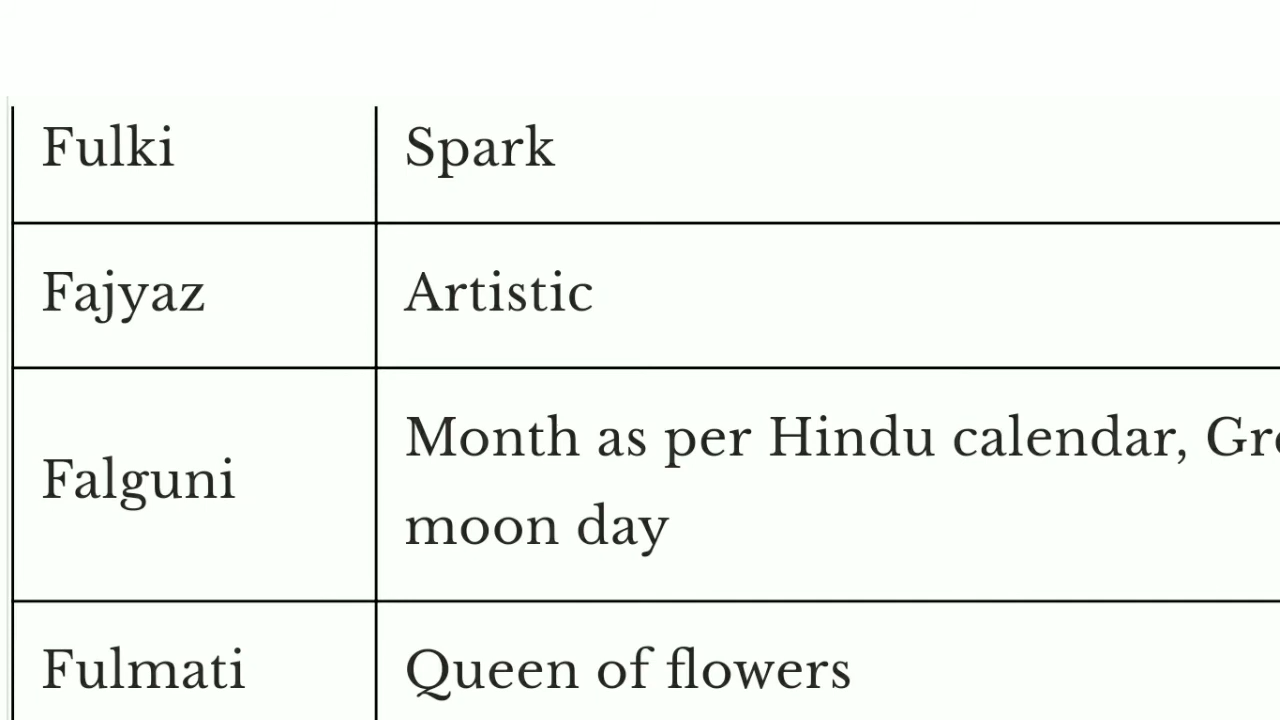 Fulki Spark
Fajyaz Artistic
Month as per Hindu calendar,
Falguni
moon day
Fulmati Queen of flowers